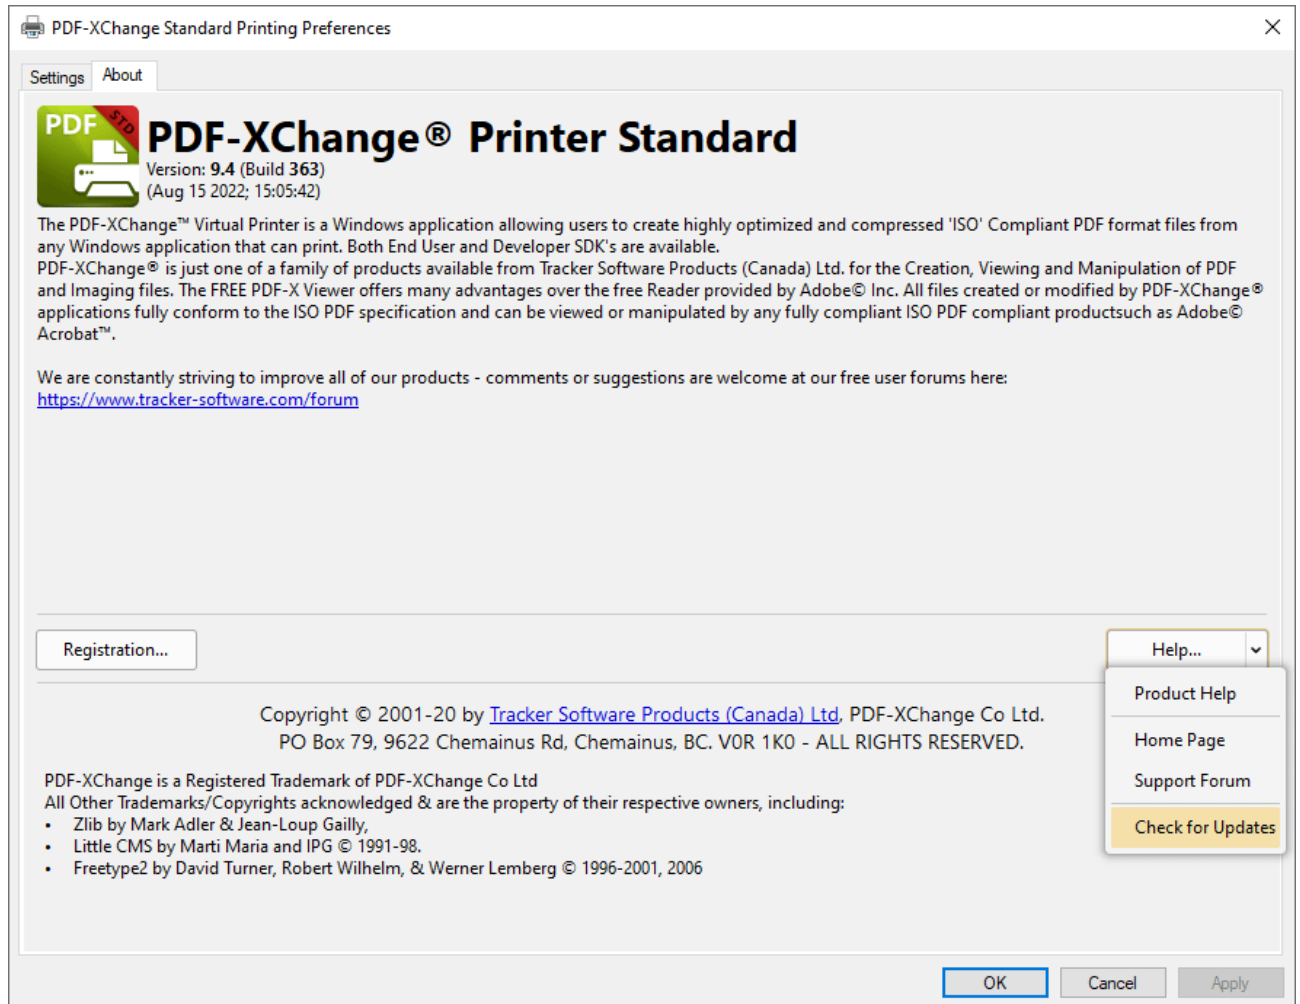 PDF-XChange Standard Printing Preferences
Settings
About
PDF
STD
PDF-XChange® Printer Standard
Version: 9.4 (Build 363)
(Aug 15 2022; 15:05:42)
The PDF-XChange™ Virtual Printer is a Windows application allowing users to create highly optimized and compressed 'ISO' Compliant PDF format files from
any Windows application that can print. Both End User and Developer SDK's are available.
PDF-XChange® is just one of a family of products available from Tracker Software Products (Canada) Ltd. for the Creation, Viewing and Manipulation of PDF
and Imaging files. The FREE PDF-X Viewer offers many advantages over the free Reader provided by Adobe© Inc. All files created or modified by PDF-XChange®
applications fully conform to the ISO PDF specification and can be viewed or manipulated by any fully compliant ISO PDF compliant productsuch as Adobe©
Acrobat™.
We are constantly striving to improve all of our products - comments or suggestions are welcome at our free user forums here:
https://www.tracker-software.com/forum
Registration...
Help...
Product Help
Home Page
Support Forum
Check for Updates
Copyright © 2001-20 by Tracker Software Products (Canada) Ltd, PDF-XChange Co Ltd.
PO Box 79, 9622 Chemainus Rd, Chemainus, BC. V0R 1K0 - ALL RIGHTS RESERVED.
PDF-XChange is a Registered Trademark of PDF-XChange Co Ltd
All Other Trademarks/Copyrights acknowledged & are the property of their respective owners, including:
• Zlib by Mark Adler & Jean-Loup Gailly,
• Little CMS by Marti Maria and IPG © 1991-98.
• Freetype2 by David Turner, Robert Wilhelm, & Werner Lemberg © 1996-2001, 2006
OK
Cancel
Apply